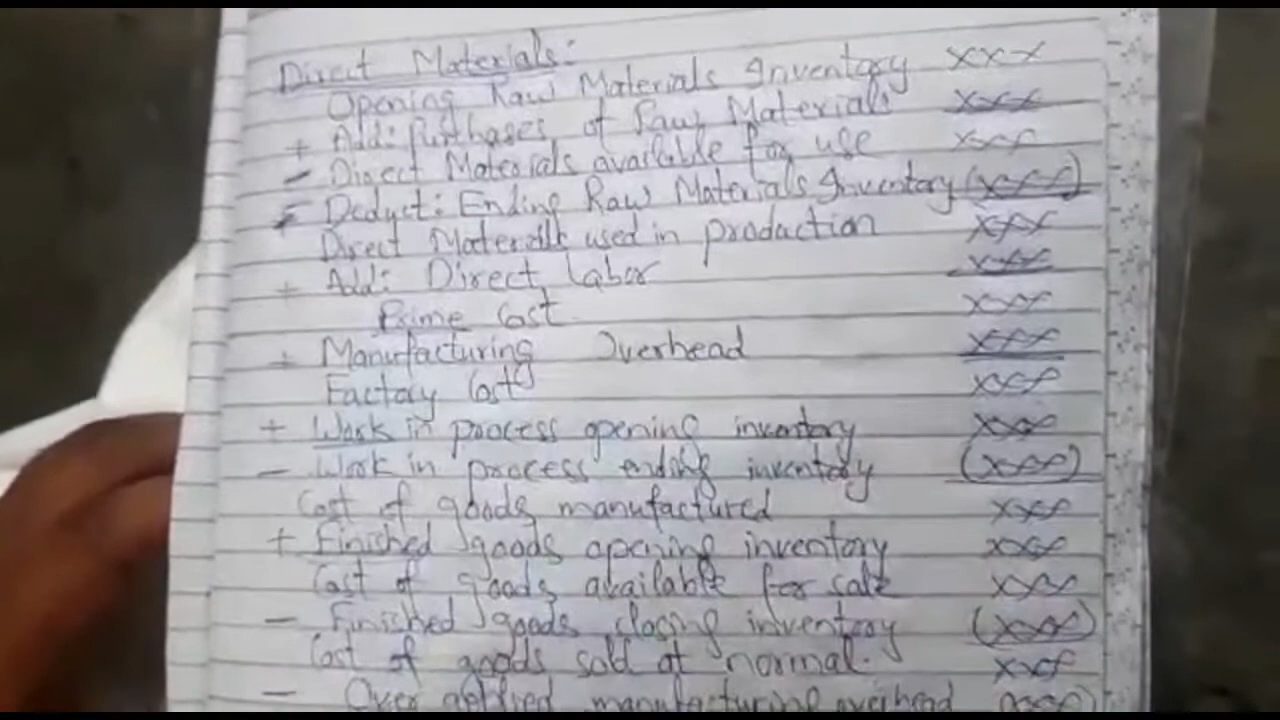 Direct Materials:
Opening Raw Materials Inventory xxx
+ Add: Purchases of Raw Materials xxx
- Direct Materials available for use xxx
- Deduct: Ending Raw Materials Inventory (xxx)
Direct Materials used in production xxx
+ Add: Direct Labor xxx
Prime Cost xxx
+ Manufacturing Overhead xxx
Factory Cost xxx
+ Work in process opening inventory xxx
- Work in process ending inventory (xxx)
Cost of goods manufactured xxx
+ Finished goods opening inventory xxx
Cost of goods available for sale xxx
- Finished goods closing inventory (xxx)
Cost of goods sold at normal. xxx
- Over applied manufacturing overhead (xxx)